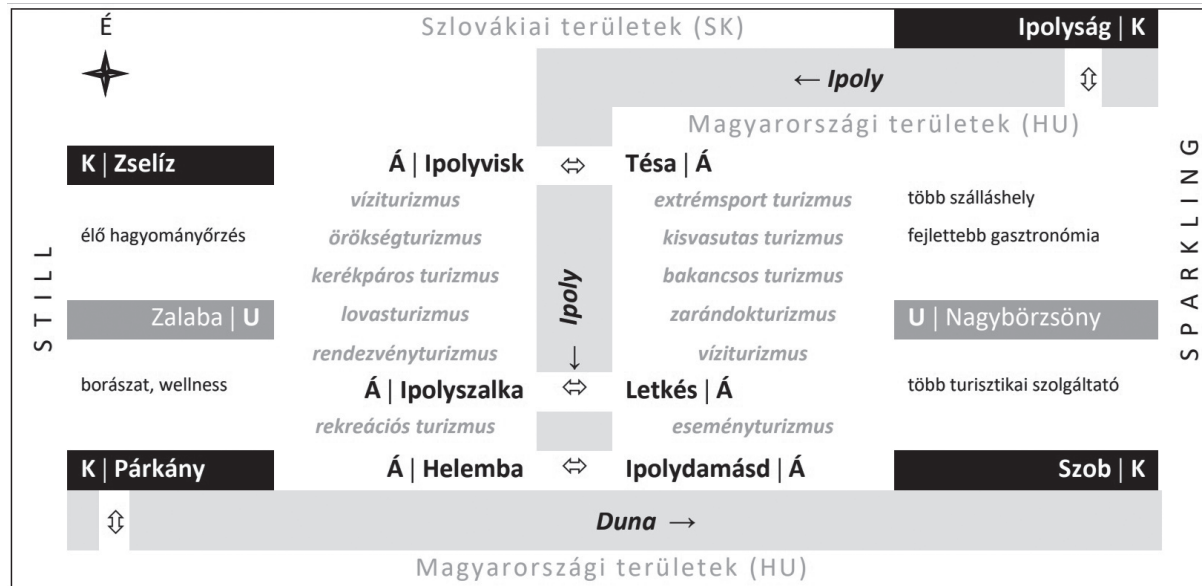 É
Szlovákiai területek (SK)
Ipolyság | K
← Ipoly
Magyarországi területek (HU)
K | Zselíz
Á | Ipolyvisk
Tésa | Á
víziturizmus
extrémsport turizmus
több szálláshely
élő hagyományőrzés
örökségturizmus
kisvasutas turizmus
fejlettebb gasztronómia
kerékpáros turizmus
bakancsos turizmus
STILL
Zalaba | U
lovasturizmus
Ipoly →
zarándokturizmus
U | Nagybörzsöny
SPARKLING
rendezvényturizmus
víziturizmus
borászat, wellness
Á | Ipolyszalka
Letkés | Á
több turisztikai szolgáltató
rekreációs turizmus
eseményturizmus
K | Párkány
Á | Helemba
Ipolydamásd | Á
Szob | K
Duna →
Magyarországi területek (HU)